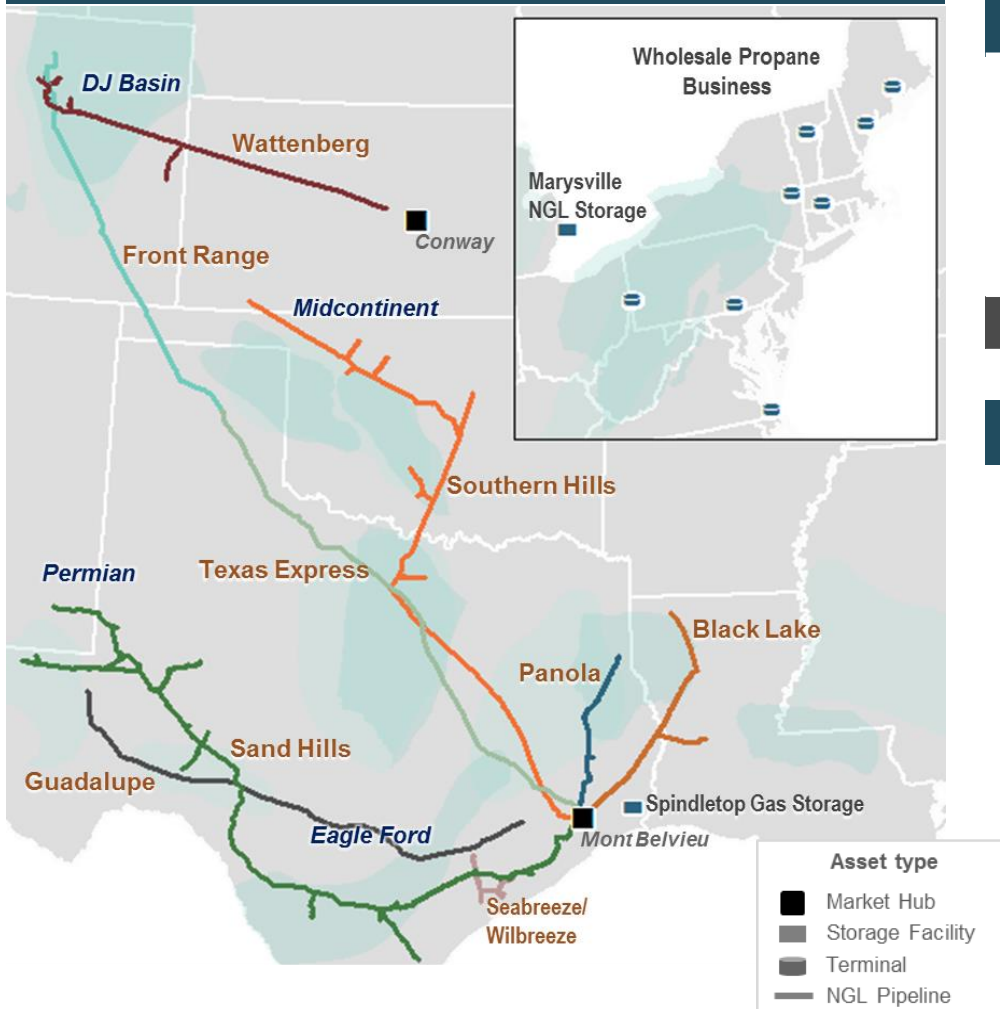 Wholesale Propane
Business
DJ Basin
Wattenberg
Marysville
NGL Storage
Conway
Front Range
Midcontinent
Southern Hills
Texas Express
Permian
Black Lake
Panola
Sand Hills
Guadalupe
Spindletop Gas Storage
Eagle Ford
Mont Belvieu
Seabreeze/
Wilbreeze
Asset type
Market Hub
Storage Facility
Terminal
NGL Pipeline